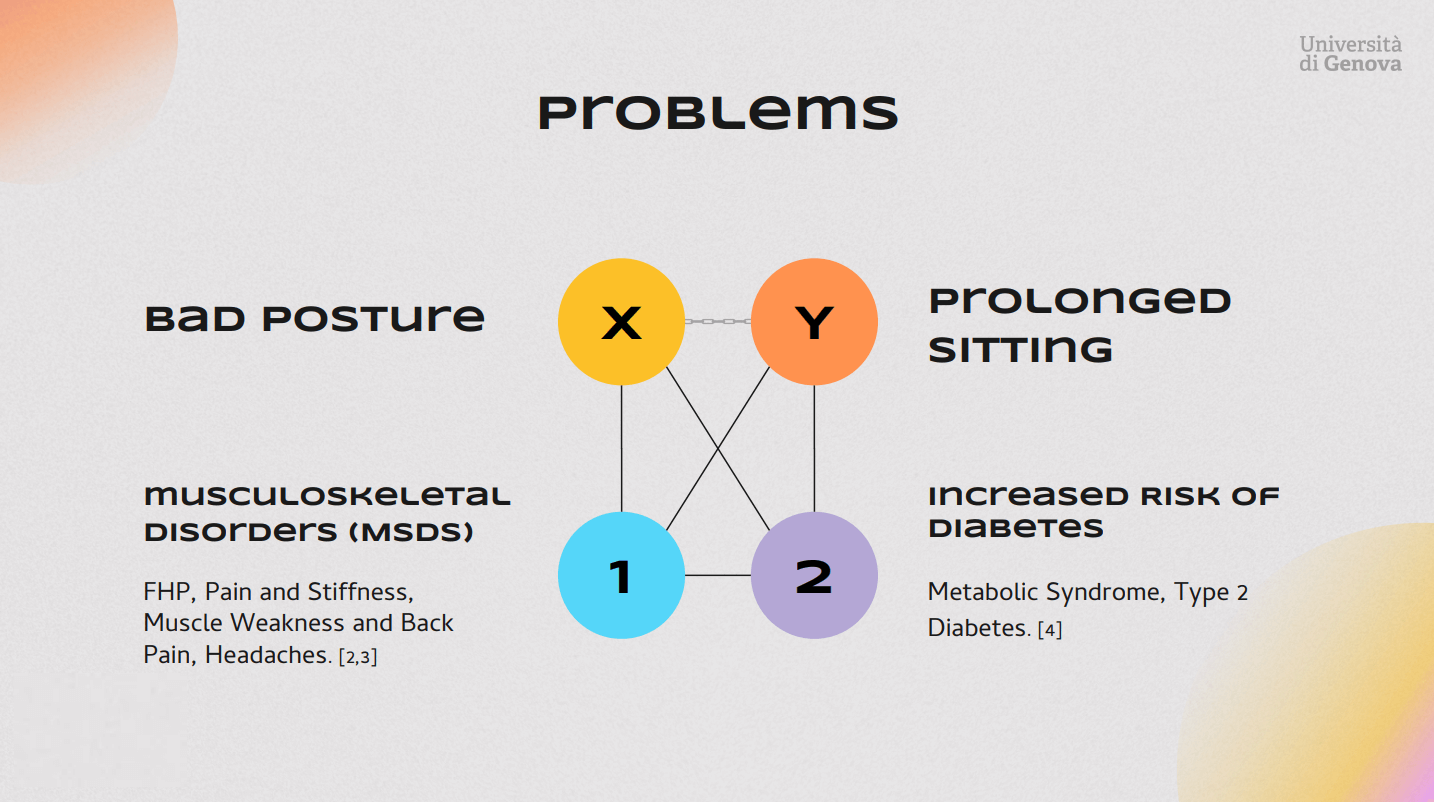 Università
di Genova
Problems
Bad Posture
X
Y
Prolonged
Sitting
Musculoskeletal
Disorders (MSDs)
FHP, Pain and Stiffness,
Muscle Weakness and Back
Pain, Headaches. [2,3]
1
2
Increased Risk of
Diabetes
Metabolic Syndrome, Type 2
Diabetes. [4]